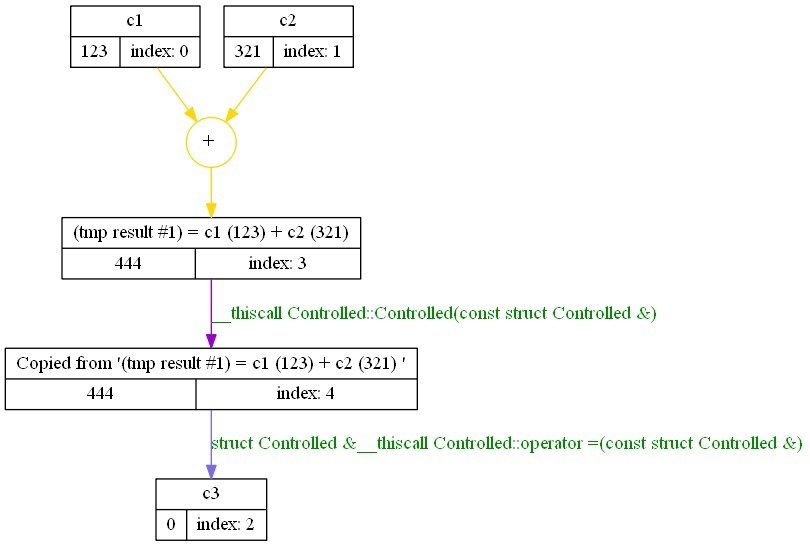 c1
123 index: 0
c2
321 index: 1
+
(tmp result #1) = c1 (123) + c2 (321)
444 index: 3
__thiscall Controlled::Controlled(const struct Controlled &)
Copied from '(tmp result #1) = c1 (123) + c2 (321) '
444 index: 4
struct Controlled &__thiscall Controlled::operator =(const struct Controlled &)
c3
0 index: 2